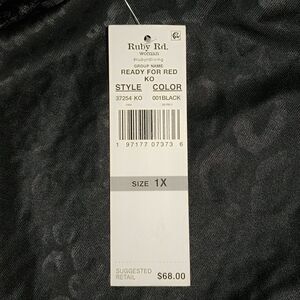 Ruby Rd.
woman
GROUP NAME
READY FOR RED
KO
STYLE COLOR
37254 KO 001BLACK
1 97177 07373 6
SIZE 1X
SUGGESTED
RETAIL $68.00